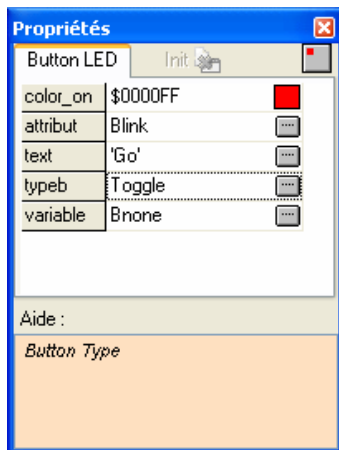 Propriétés
Button LED Init
color_on $0000FF
attribut Blink
text 'Go'
typeb Toggle
variable Bnone
Aide :
Button Type